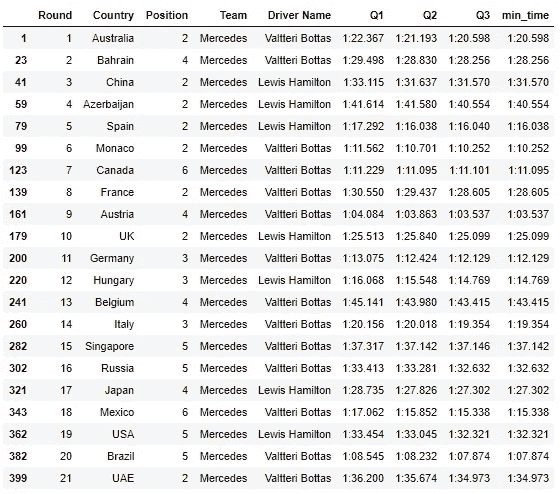 Round Country Position Team Driver Name Q1 Q2 Q3 min_time
1 1 Australia 2 Mercedes Valtteri Bottas 1:22.367 1:21.193 1:20.598 1:20.598
23 2 Bahrain 4 Mercedes Valtteri Bottas 1:29.498 1:28.830 1:28.256 1:28.256
41 3 China 2 Mercedes Lewis Hamilton 1:33.115 1:31.637 1:31.570 1:31.570
59 4 Azerbaijan 2 Mercedes Lewis Hamilton 1:41.614 1:41.580 1:40.554 1:40.554
79 5 Spain 2 Mercedes Lewis Hamilton 1:17.292 1:16.038 1:16.040 1:16.038
99 6 Monaco 2 Mercedes Valtteri Bottas 1:11.562 1:10.701 1:10.252 1:10.252
123 7 Canada 6 Mercedes Valtteri Bottas 1:11.229 1:11.095 1:11.101 1:11.095
139 8 France 2 Mercedes Valtteri Bottas 1:30.550 1:29.437 1:28.605 1:28.605
161 9 Austria 4 Mercedes Valtteri Bottas 1:04.084 1:03.863 1:03.537 1:03.537
179 10 UK 2 Mercedes Lewis Hamilton 1:25.513 1:25.840 1:25.099 1:25.099
200 11 Germany 3 Mercedes Valtteri Bottas 1:13.075 1:12.424 1:12.129 1:12.129
220 12 Hungary 3 Mercedes Lewis Hamilton 1:16.068 1:15.548 1:14.769 1:14.769
241 13 Belgium 4 Mercedes Valtteri Bottas 1:45.141 1:43.980 1:43.415 1:43.415
260 14 Italy 3 Mercedes Valtteri Bottas 1:20.156 1:20.018 1:19.354 1:19.354
282 15 Singapore 5 Mercedes Valtteri Bottas 1:37.317 1:37.142 1:37.146 1:37.142
302 16 Russia 5 Mercedes Valtteri Bottas 1:33.413 1:33.281 1:32.632 1:32.632
321 17 Japan 4 Mercedes Lewis Hamilton 1:28.735 1:27.826 1:27.302 1:27.302
343 18 Mexico 6 Mercedes Valtteri Bottas 1:17.062 1:15.852 1:15.338 1:15.338
362 19 USA 5 Mercedes Lewis Hamilton 1:33.454 1:33.045 1:32.321 1:32.321
382 20 Brazil 5 Mercedes Valtteri Bottas 1:08.545 1:08.232 1:07.874 1:07.874
399 21 UAE 2 Mercedes Valtteri Bottas 1:36.200 1:35.674 1:34.973 1:34.973